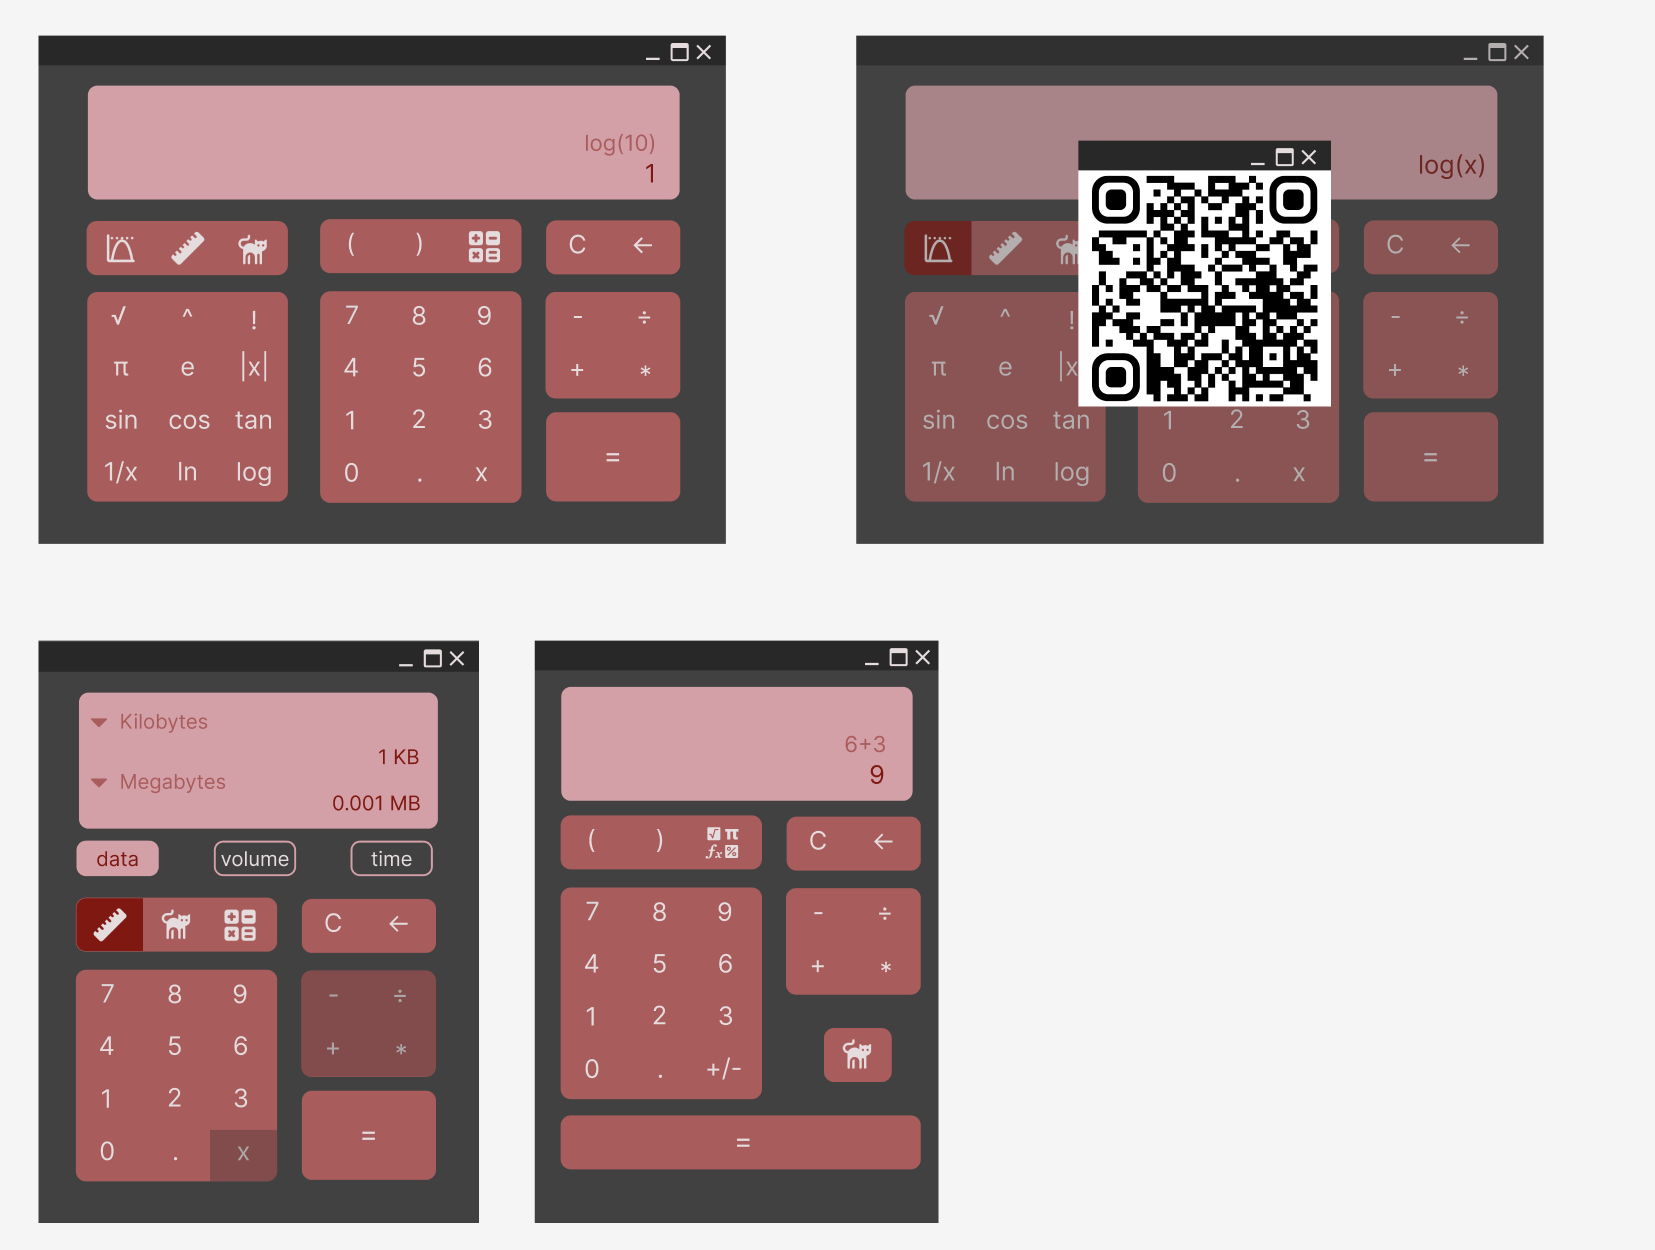 log(10)
1
( ) C ←
√ ^ ! 7 8 9 - ÷
π e |x| 4 5 6 + *
sin cos tan 1 2 3
1/x ln log 0 . x =
log(x)
C ←
√ ^ ! - ÷
π e |x + *
sin cos tan 1 2 3
1/x ln log 0 . x =
Kilobytes
1 KB
Megabytes
0.001 MB
data volume time
C ←
7 8 9 - ÷
4 5 6 + *
1 2 3
0 . x =
6+3
9
( ) √ π fx % C ←
7 8 9 - ÷
4 5 6 + *
1 2 3
0 . +/-
=